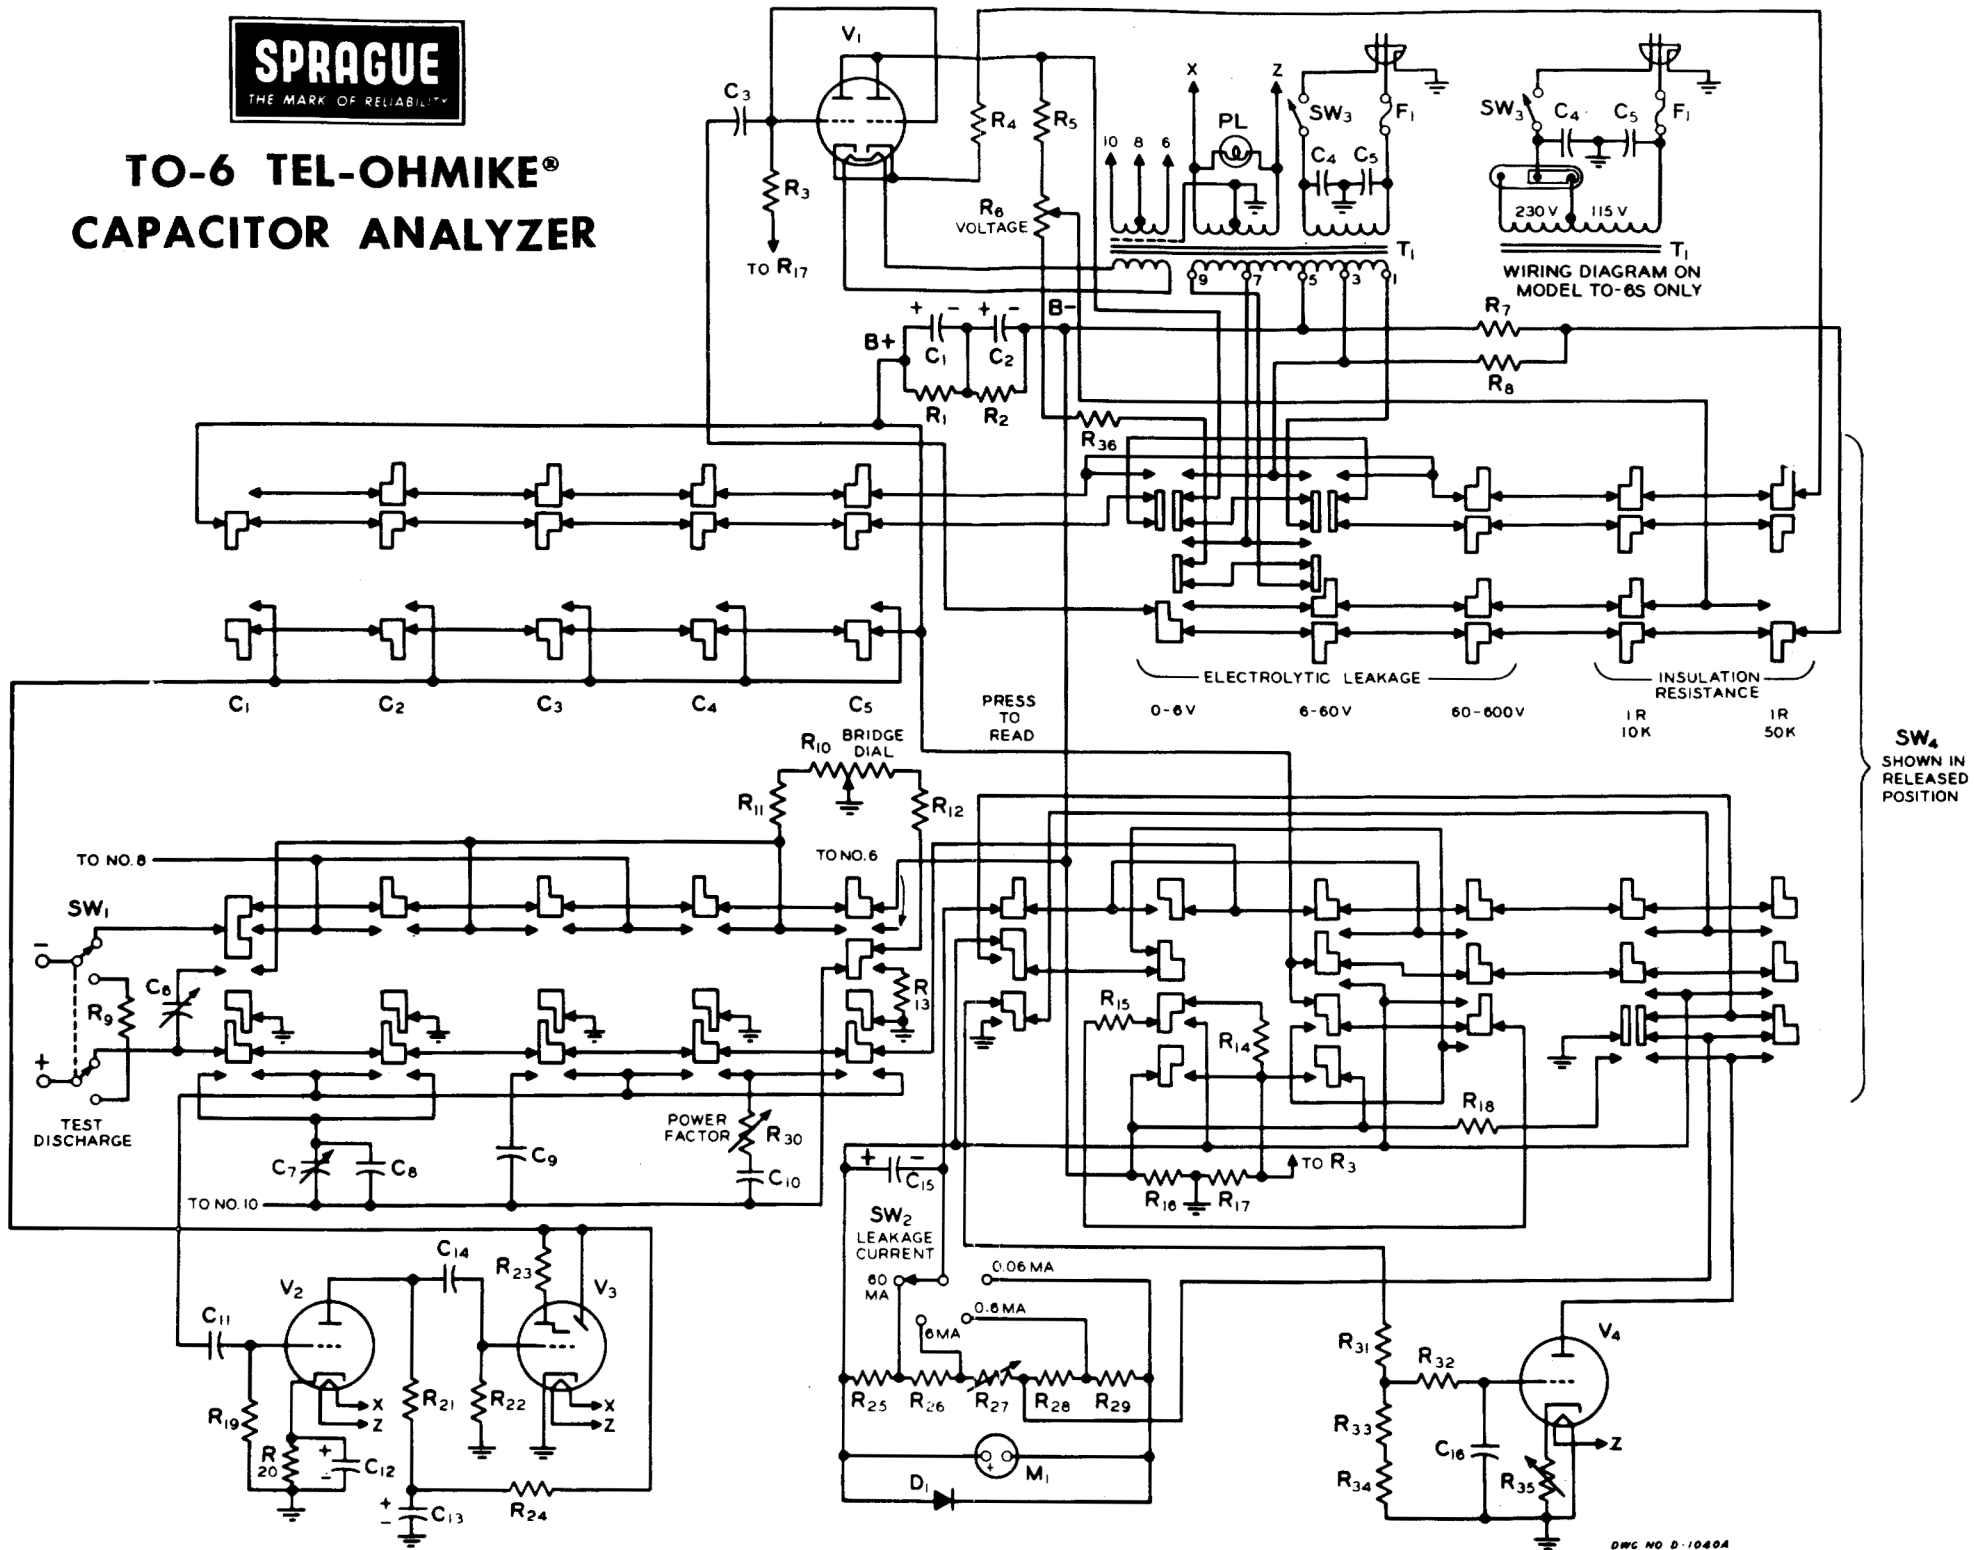 SPRAGUE
THE MARK OF RELIABILITY
TO-6 TEL-OHMIKE®
CAPACITOR ANALYZER
V1
C3
R3
TO R17
R4
R5
R6
VOLTAGE
10 8 6
X
Z
PL
SW3
F1
C4 C5
T1
9 7 5 3 1
SW3
C4 C5
F1
230 V 115 V
T1
WIRING DIAGRAM ON
MODEL TO-6S ONLY
B+
+ - + -
B-
C1 C2
R1 R2
R36
R7
R8
C1 C2 C3 C4 C5
PRESS
TO
READ
ELECTROLYTIC LEAKAGE
0-6V 6-60V 60-600V
INSULATION
RESISTANCE
IR
10K
IR
50K
SW4
SHOWN IN
RELEASED
POSITION
R10
BRIDGE
DIAL
R11
R12
TO NO. 8
TO NO. 6
SW1
-
+
C6
R9
TEST
DISCHARGE
R13
R15
R14
R18
C7
C8
C9
POWER
FACTOR
R30
C10
TO NO. 10
+ -
C15
R16 R17
TO R3
SW2
LEAKAGE
CURRENT
60
MA
0.06 MA
0.6 MA
6MA
R25 R26 R27 R28 R29
+
M1
D1
C11
V2
C14
R23
V3
R19
R20
+
-
C12
X
Z
R21
R22
X
Z
+
-
C13
R24
R31
R32
V4
R33
R34
C16
R35
Z
DWG NO D-1040A